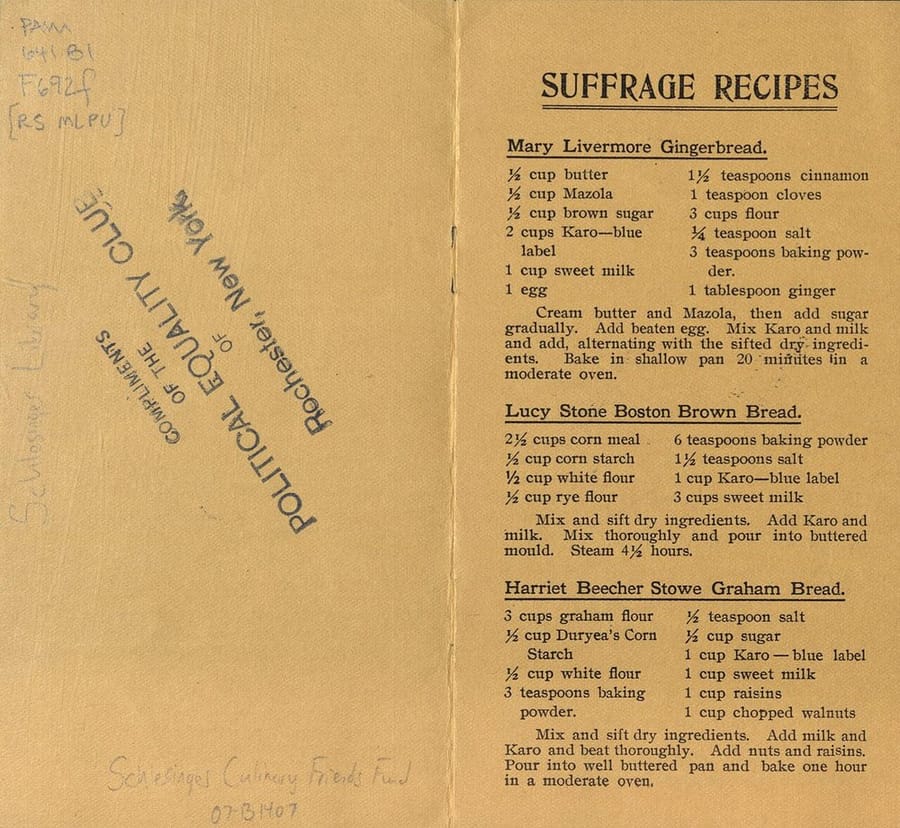 PAM
641.81
F692f
[RS MLPU]
Schlesinger Library
COMPLIMENTS
OF THE
POLITICAL EQUALITY CLUB
OF
Rochester, New York
Schlesinger Culinary Friends Fund
07-B1407
SUFFRAGE RECIPES
Mary Livermore Gingerbread.
½ cup butter
½ cup Mazola
½ cup brown sugar
2 cups Karo—blue
label
1 cup sweet milk
1 egg
1½ teaspoons cinnamon
1 teaspoon cloves
3 cups flour
¼ teaspoon salt
3 teaspoons baking pow-
der.
1 tablespoon ginger
Cream butter and Mazola, then add sugar
gradually. Add beaten egg. Mix Karo and milk
and add, alternating with the sifted dry ingredi-
ents. Bake in shallow pan 20 minutes in a
moderate oven.
Lucy Stone Boston Brown Bread.
2½ cups corn meal
½ cup corn starch
½ cup white flour
½ cup rye flour
6 teaspoons baking powder
1½ teaspoons salt
1 cup Karo—blue label
3 cups sweet milk
Mix and sift dry ingredients. Add Karo and
milk. Mix thoroughly and pour into buttered
mould. Steam 4½ hours.
Harriet Beecher Stowe Graham Bread.
3 cups graham flour
½ cup Duryea's Corn
Starch
½ cup white flour
3 teaspoons baking
powder.
½ teaspoon salt
½ cup sugar
1 cup Karo—blue label
1 cup sweet milk
1 cup raisins
1 cup chopped walnuts
Mix and sift dry ingredients. Add milk and
Karo and beat thoroughly. Add nuts and raisins.
Pour into well buttered pan and bake one hour
in a moderate oven.